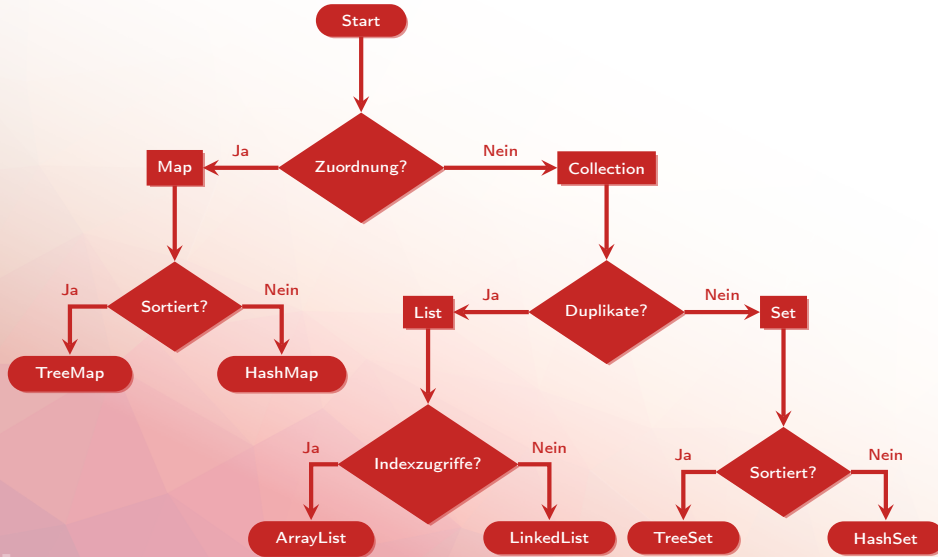 Start
Zuordnung?
Ja
Nein
Map
Collection
Sortiert?
Ja
Nein
TreeMap
HashMap
Duplikate?
Ja
Nein
List
Set
Indexzugriffe?
Ja
Nein
ArrayList
LinkedList
Sortiert?
Ja
Nein
TreeSet
HashSet